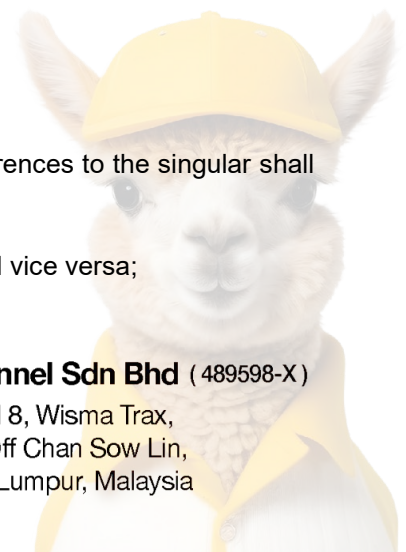 rences to the singular shall
l vice versa;
nnel Sdn Bhd (489598-X)
l 8, Wisma Trax,
Off Chan Sow Lin,
Lumpur, Malaysia